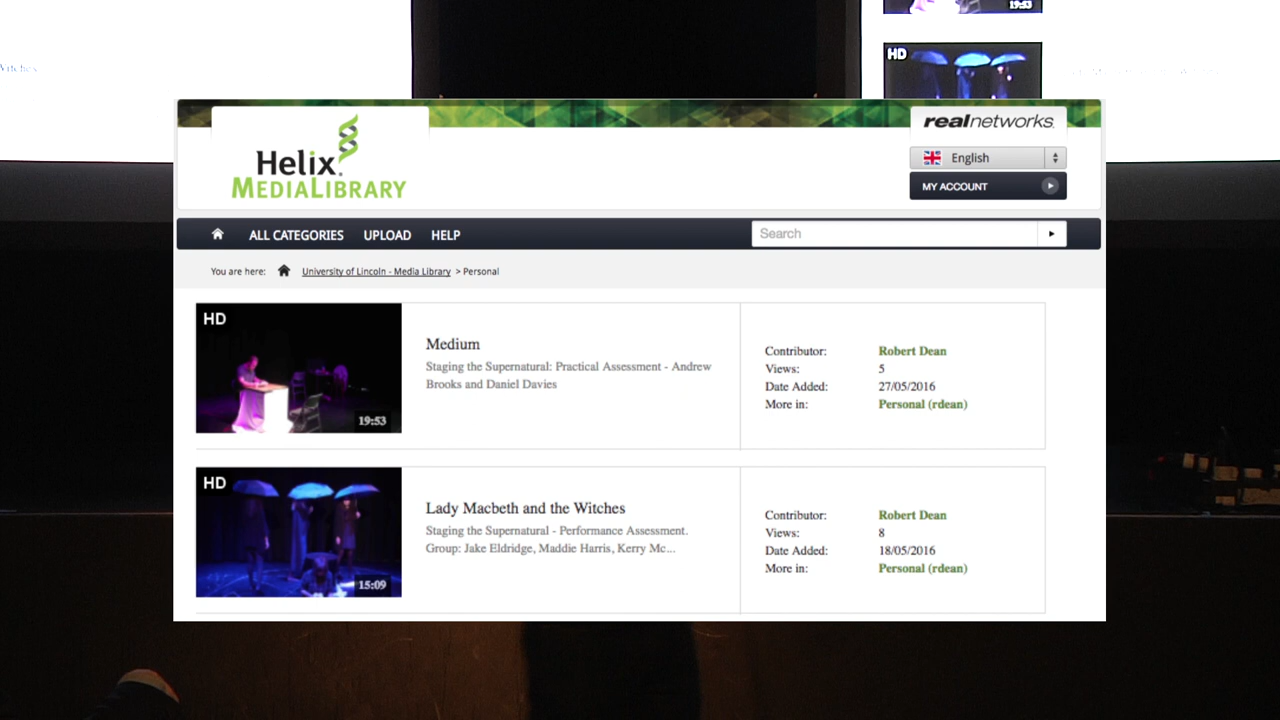 19:53
HD
Witches
Helix
MEDIALIBRARY
realnetworks
English
MY ACCOUNT
ALL CATEGORIES UPLOAD HELP
Search
You are here: University of Lincoln - Media Library > Personal
HD
19:53
Medium
Staging the Supernatural: Practical Assessment - Andrew
Brooks and Daniel Davies
Contributor: Robert Dean
Views: 5
Date Added: 27/05/2016
More in: Personal (rdean)
HD
15:09
Lady Macbeth and the Witches
Staging the Supernatural - Performance Assessment.
Group: Jake Eldridge, Maddie Harris, Kerry Mc...
Contributor: Robert Dean
Views: 8
Date Added: 18/05/2016
More in: Personal (rdean)